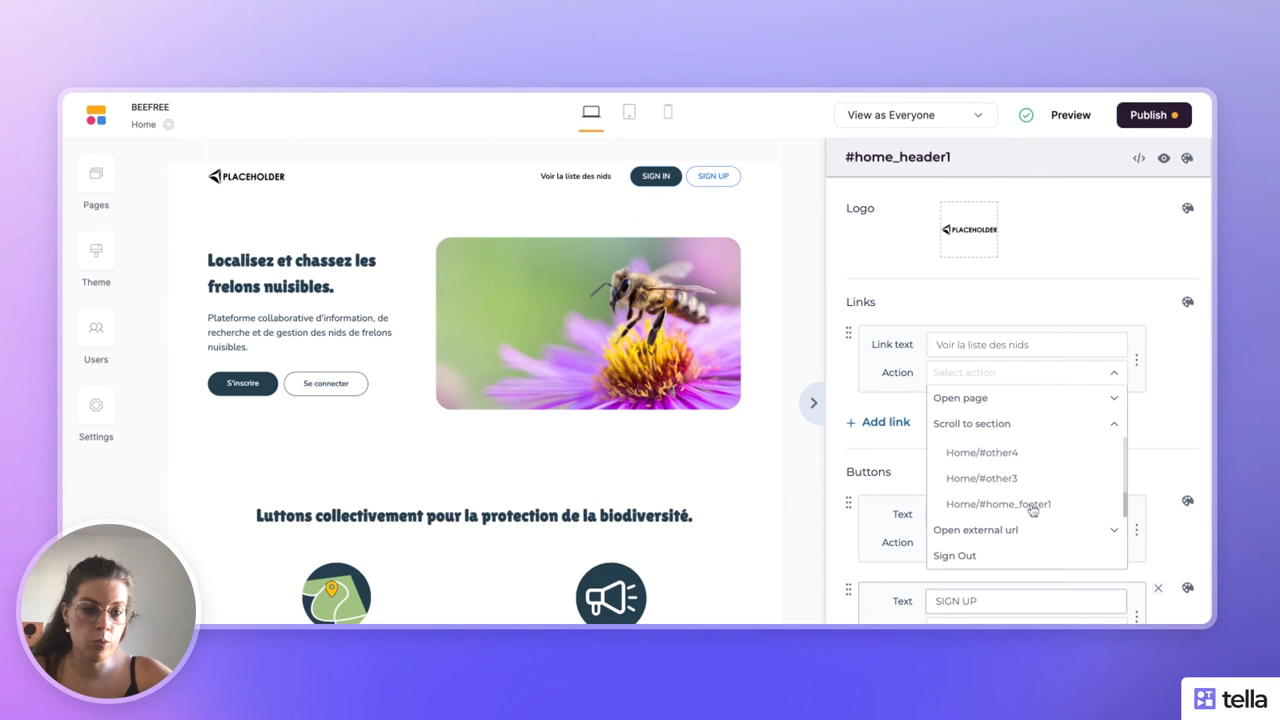 BEEFREE
Home
View as Everyone
Preview
Publish
Pages
Theme
Users
Settings
PLACEHOLDER
Voir la liste des nids
SIGN IN
SIGN UP
Localisez et chassez les
frelons nuisibles.
Plateforme collaborative d'information, de
recherche et de gestion des nids de frelons
nuisibles.
S'inscrire
Se connecter
Luttons collectivement pour la protection de la biodiversité.
#home_header1
Logo
PLACEHOLDER
Links
Link text
Voir la liste des nids
Action
Select action
Open page
Scroll to section
Home/#other4
Home/#other3
Home/#home_footer1
Open external url
Sign Out
+ Add link
Buttons
Text
Action
Text
SIGN UP
tella